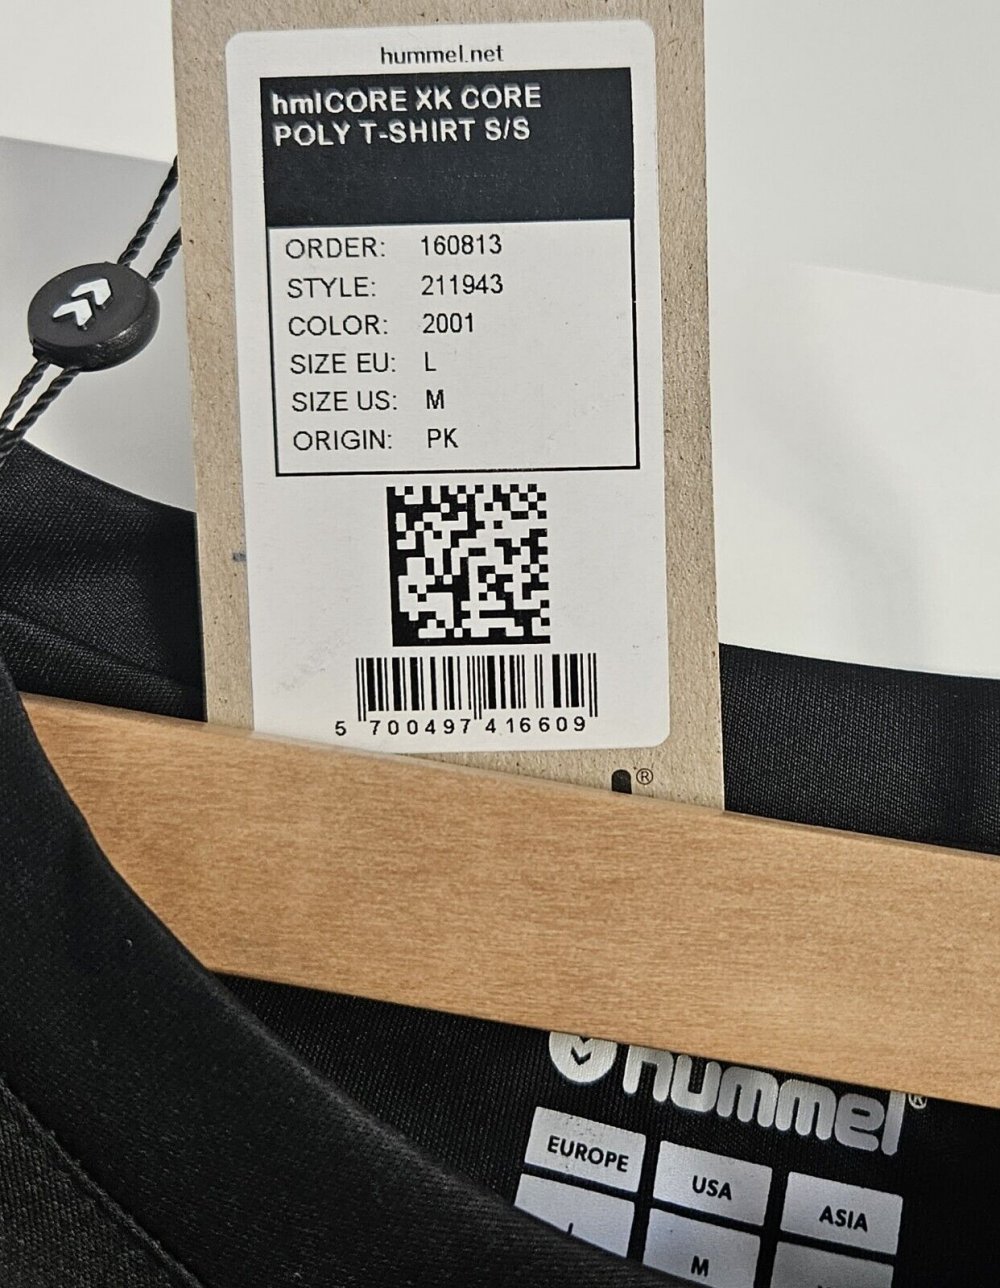 hummel.net
hmlCORE XK CORE
POLY T-SHIRT S/S
ORDER: 160813
STYLE: 211943
COLOR: 2001
SIZE EU: L
SIZE US: M
ORIGIN: PK
5 700497 416609
®
hummel®
EUROPE USA ASIA
L M